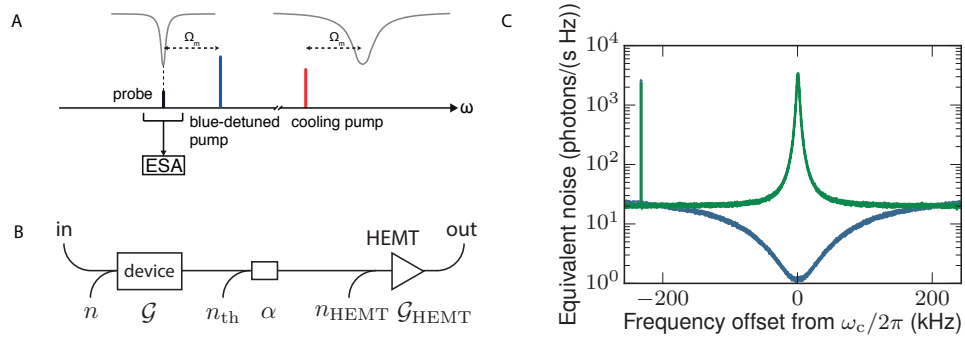 A
Ωm
Ωm
probe
ω
blue-detuned
pump
cooling pump
ESA
B
in
out
HEMT
device
n
𝒢
nth
α
nHEMT
𝒢HEMT
C
Equivalent noise (photons/(s Hz))
10^4
10^3
10^2
10^1
10^0
−200
0
200
Frequency offset from ωc/2π (kHz)